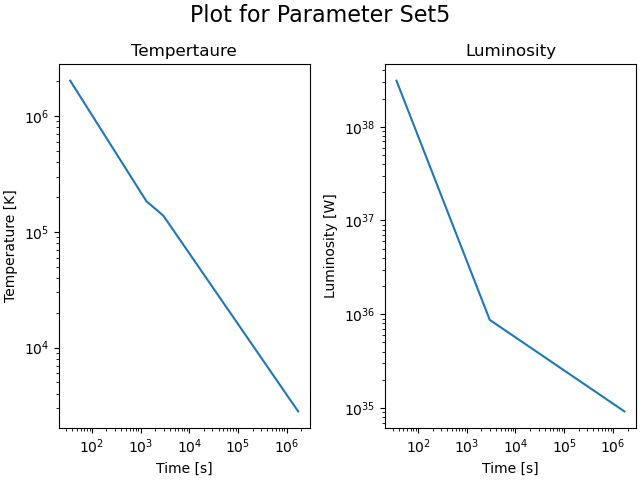 Plot for Parameter Set5
Tempertaure
Luminosity
Temperature [K]
10^6
10^5
10^4
10^2 10^3 10^4 10^5 10^6
Time [s]
Luminosity [W]
10^38
10^37
10^36
10^35
10^2 10^3 10^4 10^5 10^6
Time [s]